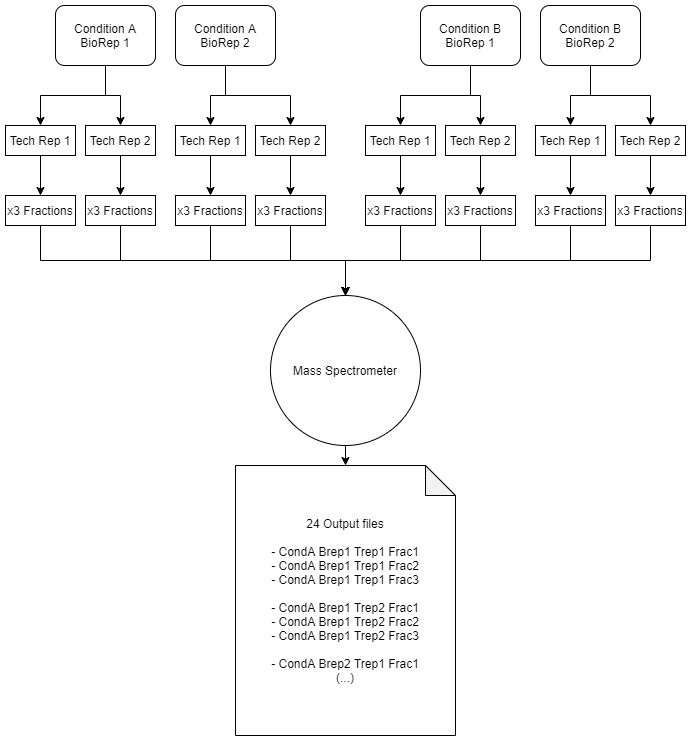 Condition A
BioRep 1
Condition A
BioRep 2
Condition B
BioRep 1
Condition B
BioRep 2
Tech Rep 1
Tech Rep 2
Tech Rep 1
Tech Rep 2
Tech Rep 1
Tech Rep 2
Tech Rep 1
Tech Rep 2
x3 Fractions
x3 Fractions
x3 Fractions
x3 Fractions
x3 Fractions
x3 Fractions
x3 Fractions
x3 Fractions
Mass Spectrometer
24 Output files
- CondA Brep1 Trep1 Frac1
- CondA Brep1 Trep1 Frac2
- CondA Brep1 Trep1 Frac3
- CondA Brep1 Trep2 Frac1
- CondA Brep1 Trep2 Frac2
- CondA Brep1 Trep2 Frac3
- CondA Brep2 Trep1 Frac1
(...)